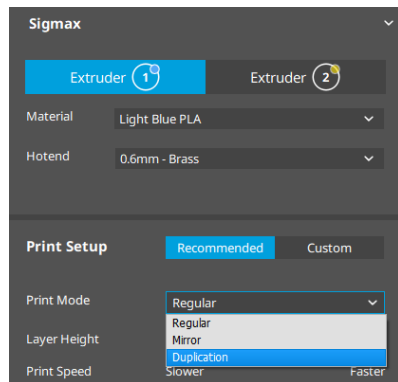 Sigmax
Extruder 1 Extruder 2
Material Light Blue PLA
Hotend 0.6mm - Brass
Print Setup Recommended Custom
Print Mode Regular
Regular
Layer Height Mirror
Duplication
Print Speed Slower Faster